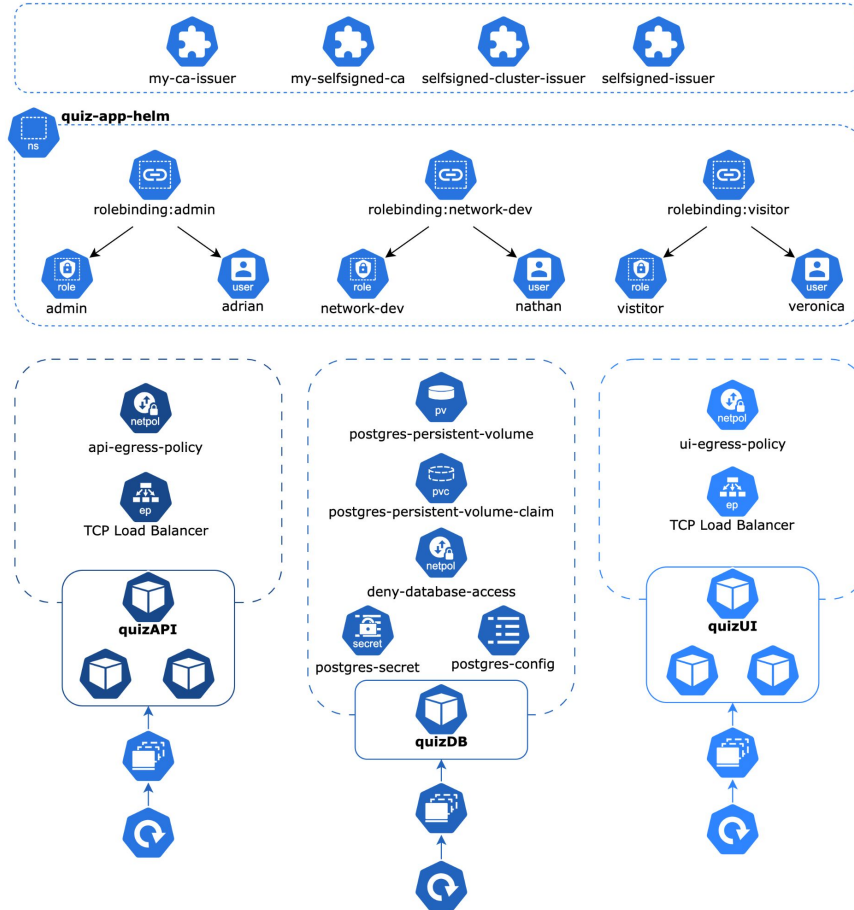 my-ca-issuer
my-selfsigned-ca
selfsigned-cluster-issuer
selfsigned-issuer
quiz-app-helm
ns
rolebinding:admin
rolebinding:network-dev
rolebinding:visitor
role
user
role
user
role
user
admin
adrian
network-dev
nathan
vistitor
veronica
netpol
api-egress-policy
ep
TCP Load Balancer
quizAPI
pv
postgres-persistent-volume
pvc
postgres-persistent-volume-claim
netpol
deny-database-access
secret
postgres-secret
postgres-config
quizDB
netpol
ui-egress-policy
ep
TCP Load Balancer
quizUI